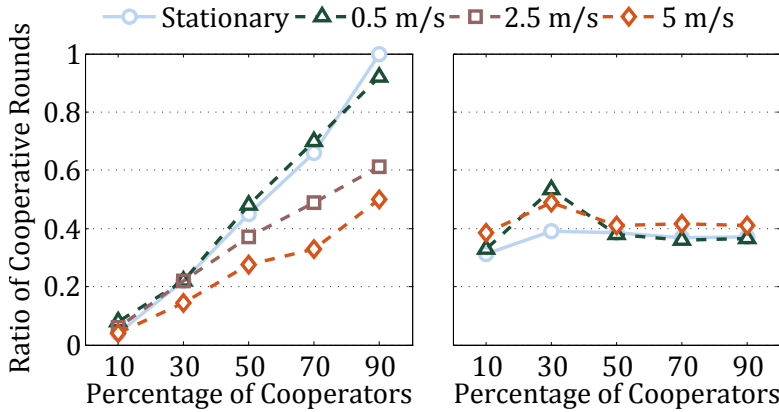 Stationary 0.5 m/s 2.5 m/s 5 m/s
Ratio of Cooperative Rounds
1
0.8
0.6
0.4
0.2
0
10 30 50 70 90
Percentage of Cooperators
10 30 50 70 90
Percentage of Cooperators